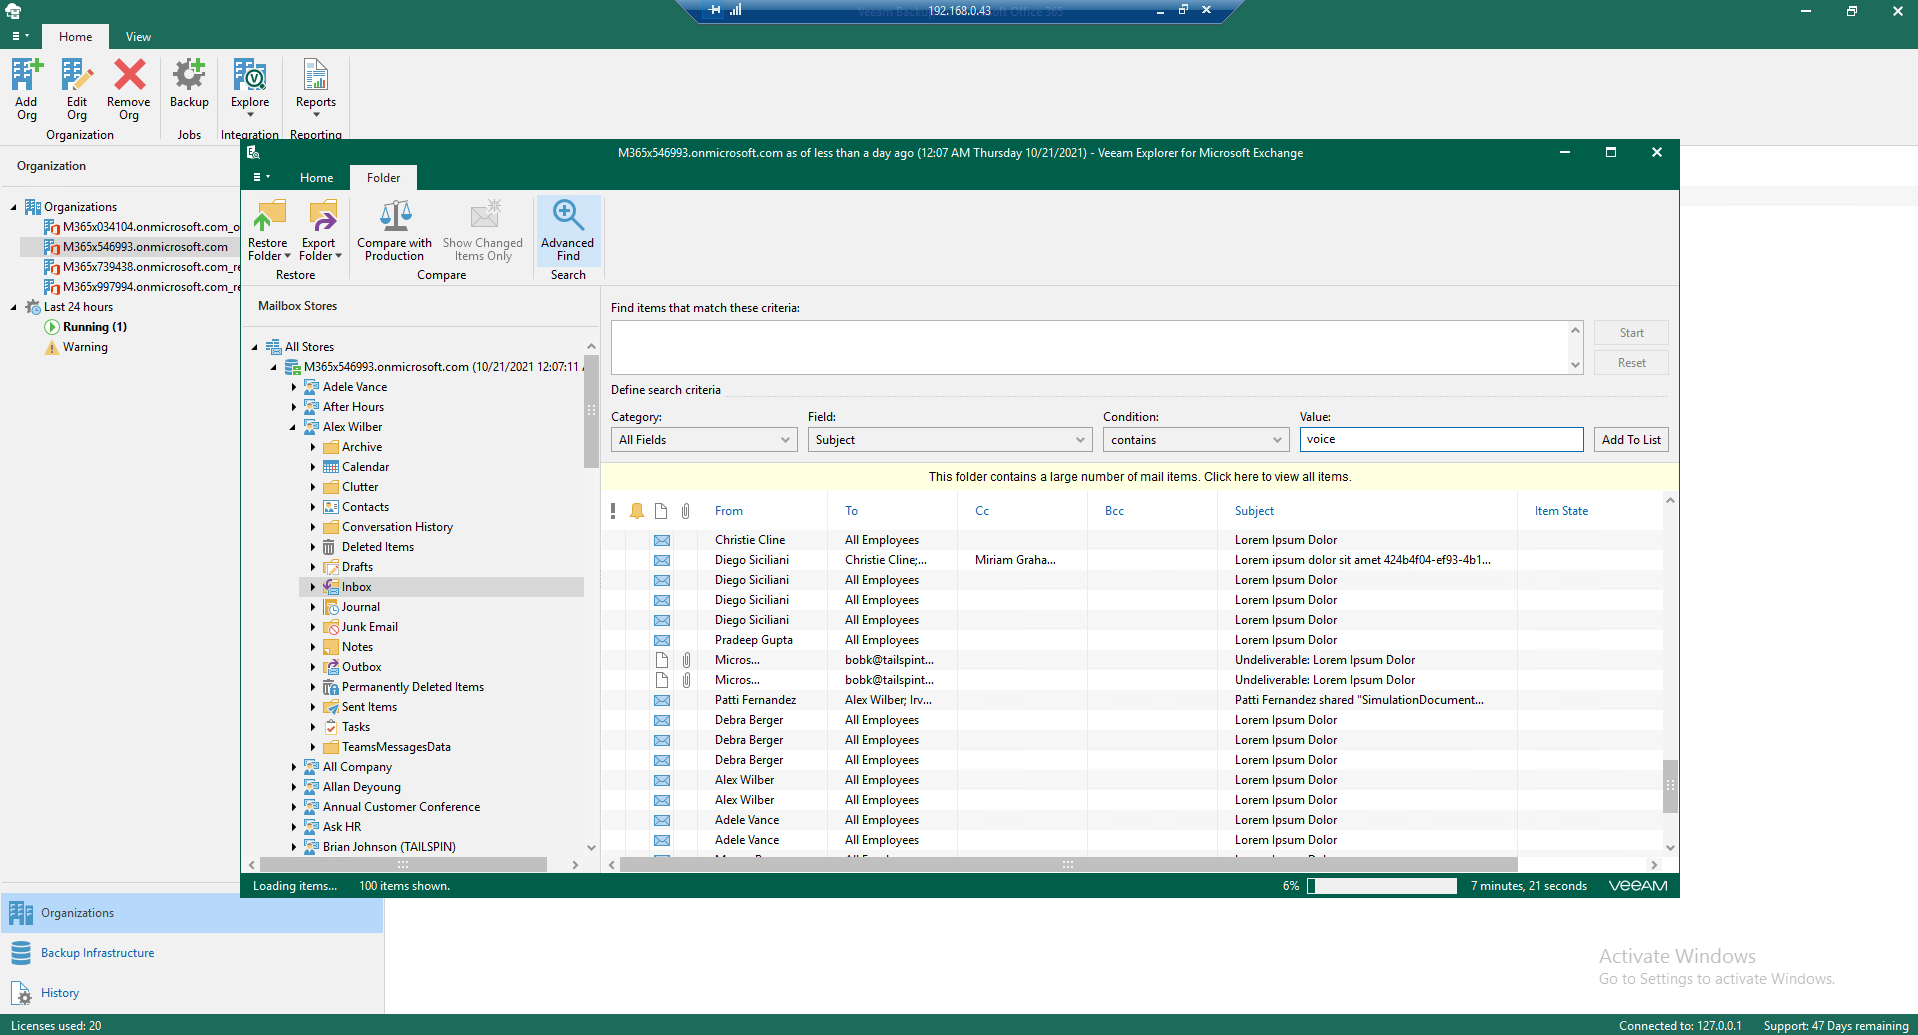 192.168.0.43
Home
View
Add Org
Edit Org
Remove Org
Backup
Explore
Reports
Organization
Jobs
Integration
Reporting
Organization
Organizations
M365x034104.onmicrosoft.com_o
M365x546993.onmicrosoft.com
M365x739438.onmicrosoft.com_re
M365x997994.onmicrosoft.com_re
Last 24 hours
Running (1)
Warning
Organizations
Backup Infrastructure
History
M365x546993.onmicrosoft.com as of less than a day ago (12:07 AM Thursday 10/21/2021) - Veeam Explorer for Microsoft Exchange
Home
Folder
Restore Folder
Export Folder
Compare with Production
Show Changed Items Only
Advanced Find
Restore
Compare
Search
Mailbox Stores
All Stores
M365x546993.onmicrosoft.com (10/21/2021 12:07:11
Adele Vance
After Hours
Alex Wilber
Archive
Calendar
Clutter
Contacts
Conversation History
Deleted Items
Drafts
Inbox
Journal
Junk Email
Notes
Outbox
Permanently Deleted Items
Sent Items
Tasks
TeamsMessagesData
All Company
Allan Deyoung
Annual Customer Conference
Ask HR
Brian Johnson (TAILSPIN)
Find items that match these criteria:
Start
Reset
Define search criteria
Category: Field: Condition: Value:
All Fields Subject contains voice Add To List
This folder contains a large number of mail items. Click here to view all items.
From To Cc Bcc Subject Item State
Christie Cline All Employees Lorem Ipsum Dolor
Diego Siciliani Christie Cline;... Miriam Graha... Lorem ipsum dolor sit amet 424b4f04-ef93-4b1...
Diego Siciliani All Employees Lorem Ipsum Dolor
Diego Siciliani All Employees Lorem Ipsum Dolor
Diego Siciliani All Employees Lorem Ipsum Dolor
Pradeep Gupta All Employees Lorem Ipsum Dolor
Micros... bobk@tailspint... Undeliverable: Lorem Ipsum Dolor
Micros... bobk@tailspint... Undeliverable: Lorem Ipsum Dolor
Patti Fernandez Alex Wilber; Irv... Patti Fernandez shared "SimulationDocument...
Debra Berger All Employees Lorem Ipsum Dolor
Debra Berger All Employees Lorem Ipsum Dolor
Debra Berger All Employees Lorem Ipsum Dolor
Alex Wilber All Employees Lorem Ipsum Dolor
Alex Wilber All Employees Lorem Ipsum Dolor
Adele Vance All Employees Lorem Ipsum Dolor
Adele Vance All Employees Lorem Ipsum Dolor
Loading items... 100 items shown. 6% 7 minutes, 21 seconds veeAM
Activate Windows
Go to Settings to activate Windows.
Licenses used: 20 Connected to: 127.0.0.1 Support: 47 Days remaining